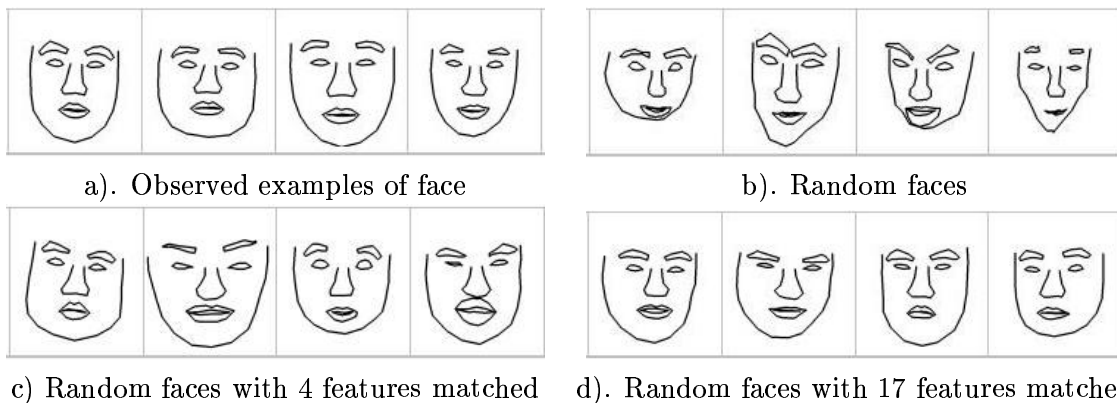 a). Observed examples of face
b). Random faces
c) Random faces with 4 features matched
d). Random faces with 17 features matche